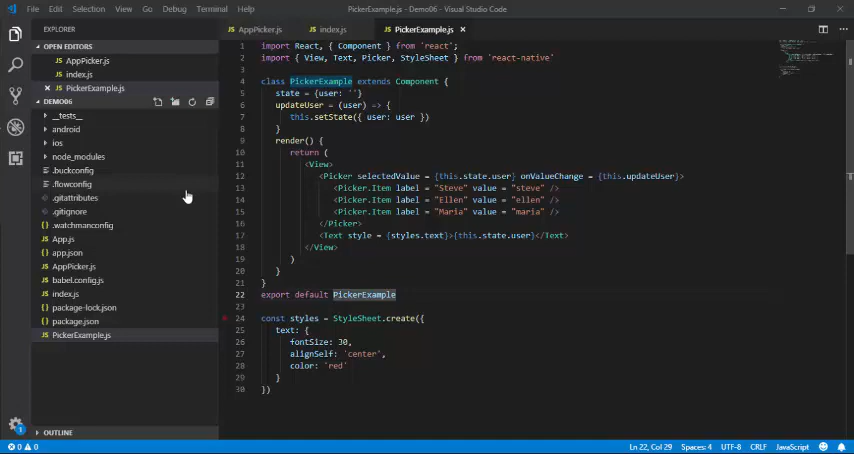 File Edit Selection View Go Debug Terminal Help PickerExample.js - Demo06 - Visual Studio Code
EXPLORER
OPEN EDITORS
AppPicker.js
index.js
PickerExample.js
DEMO06
__tests__
android
ios
node_modules
.buckconfig
.flowconfig
.gitattributes
.gitignore
.watchmanconfig
App.js
app.json
AppPicker.js
babel.config.js
index.js
package-lock.json
package.json
PickerExample.js
OUTLINE
AppPicker.js index.js PickerExample.js
1 import React, { Component } from 'react';
2 import { View, Text, Picker, StyleSheet } from 'react-native'
3
4 class PickerExample extends Component {
5 state = {user: ''}
6 updateUser = (user) => {
7 this.setState({ user: user })
8 }
9 render() {
10 return (
11 <View>
12 <Picker selectedValue = {this.state.user} onValueChange = {this.updateUser}>
13 <Picker.Item label = "Steve" value = "steve" />
14 <Picker.Item label = "Ellen" value = "ellen" />
15 <Picker.Item label = "Maria" value = "maria" />
16 </Picker>
17 <Text style = {styles.text}>{this.state.user}</Text>
18 </View>
19 )
20 }
21 }
22 export default PickerExample
23
24 const styles = StyleSheet.create({
25 text: {
26 fontSize: 30,
27 alignSelf: 'center',
28 color: 'red'
29 }
30 })
1
0 0 Ln 22, Col 29 Spaces: 4 UTF-8 CRLF JavaScript